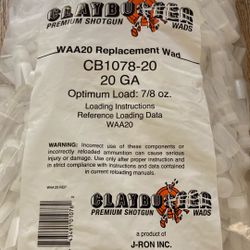 CLAYBUSTER
PREMIUM SHOTGUN WADS
WAA20 Replacement Wad
CB1078-20
20 GA
Optimum Load: 7/8 oz.
Loading Instructions
Reference Loading Data
WAA20
WARNING: Incorrect use of these components or
incorrectly reloaded ammunition can cause serious
injury or damage. Use only after proper instruction and
in strict compliance with instructions and data contained
in current reloading manuals.
CLAYBUSTER
PREMIUM SHOTGUN WADS
a product of
J-RON INC.